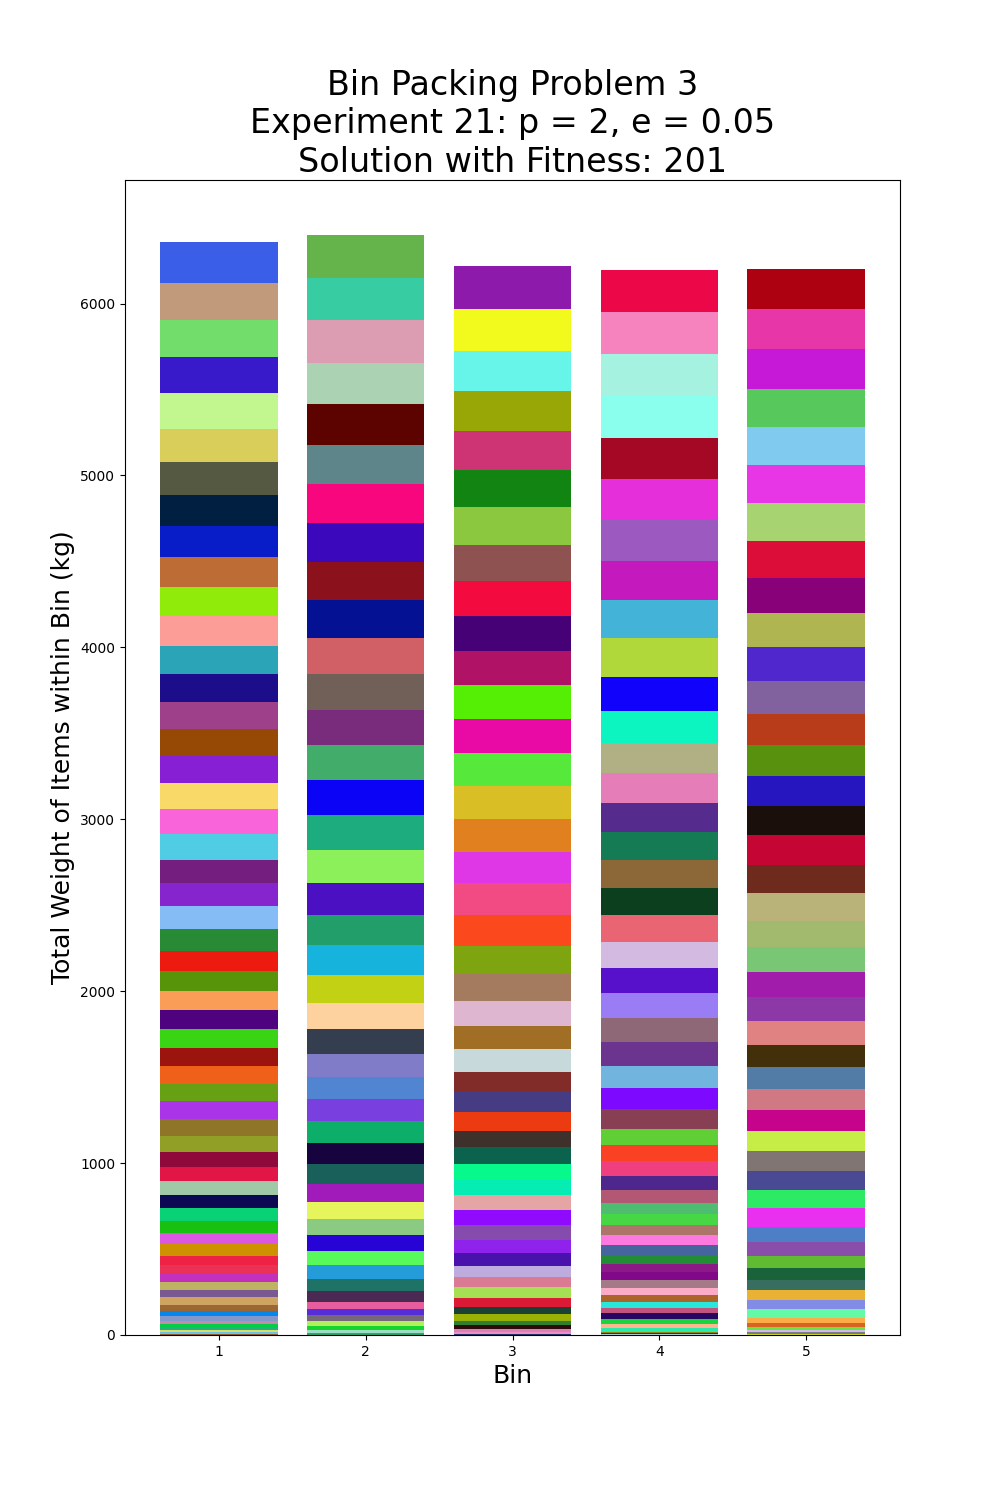 Bin Packing Problem 3
Experiment 21: p = 2, e = 0.05
Solution with Fitness: 201
Total Weight of Items within Bin (kg)
6000
5000
4000
3000
2000
1000
0
1 2 3 4 5
Bin